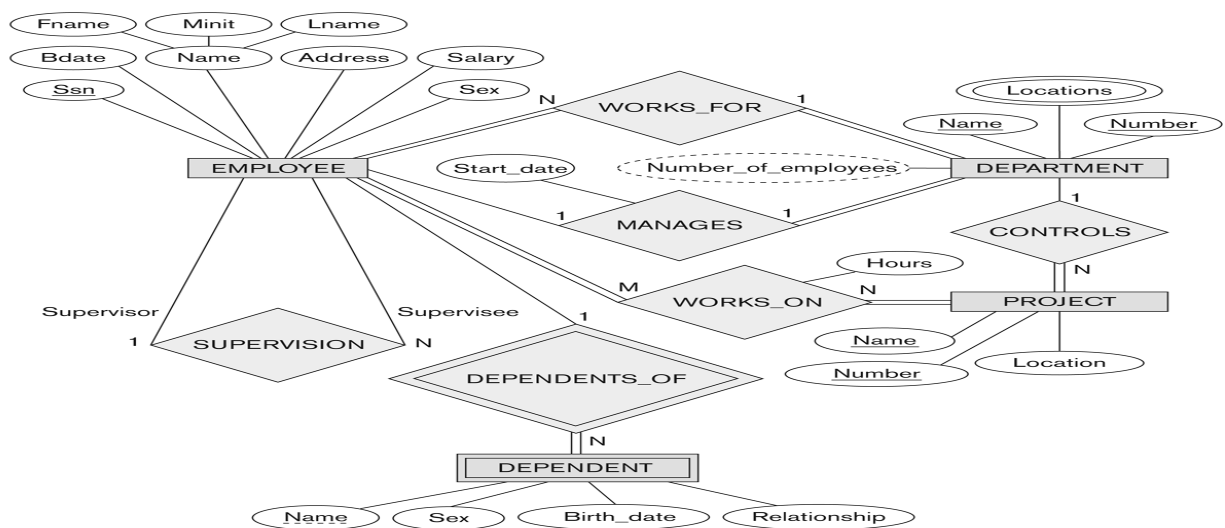 Fname
Minit
Lname
Bdate
Name
Address
Salary
Ssn
Sex
Locations
Name
Number
N
WORKS_FOR
1
EMPLOYEE
Start_date
Number_of_employees
DEPARTMENT
1
MANAGES
1
1
CONTROLS
N
Hours
M
WORKS_ON
N
PROJECT
Name
Number
Location
Supervisor
Supervisee
1
SUPERVISION
N
1
DEPENDENTS_OF
N
DEPENDENT
Name
Sex
Birth_date
Relationship